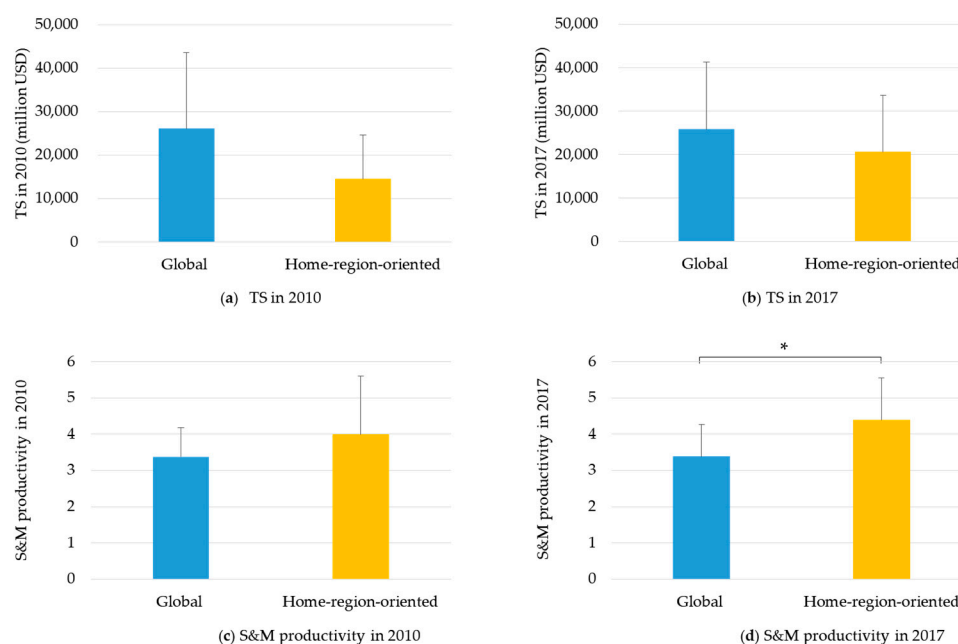 TS in 2010 (million USD)
50,000
40,000
30,000
20,000
10,000
0
Global
Home-region-oriented
(a) TS in 2010
TS in 2017 (million USD)
50,000
40,000
30,000
20,000
10,000
0
Global
Home-region-oriented
(b) TS in 2017
S&M productivity in 2010
6
5
4
3
2
1
0
Global
Home-region-oriented
(c) S&M productivity in 2010
S&M productivity in 2017
6
5
4
3
2
1
0
*
Global
Home-region-oriented
(d) S&M productivity in 2017